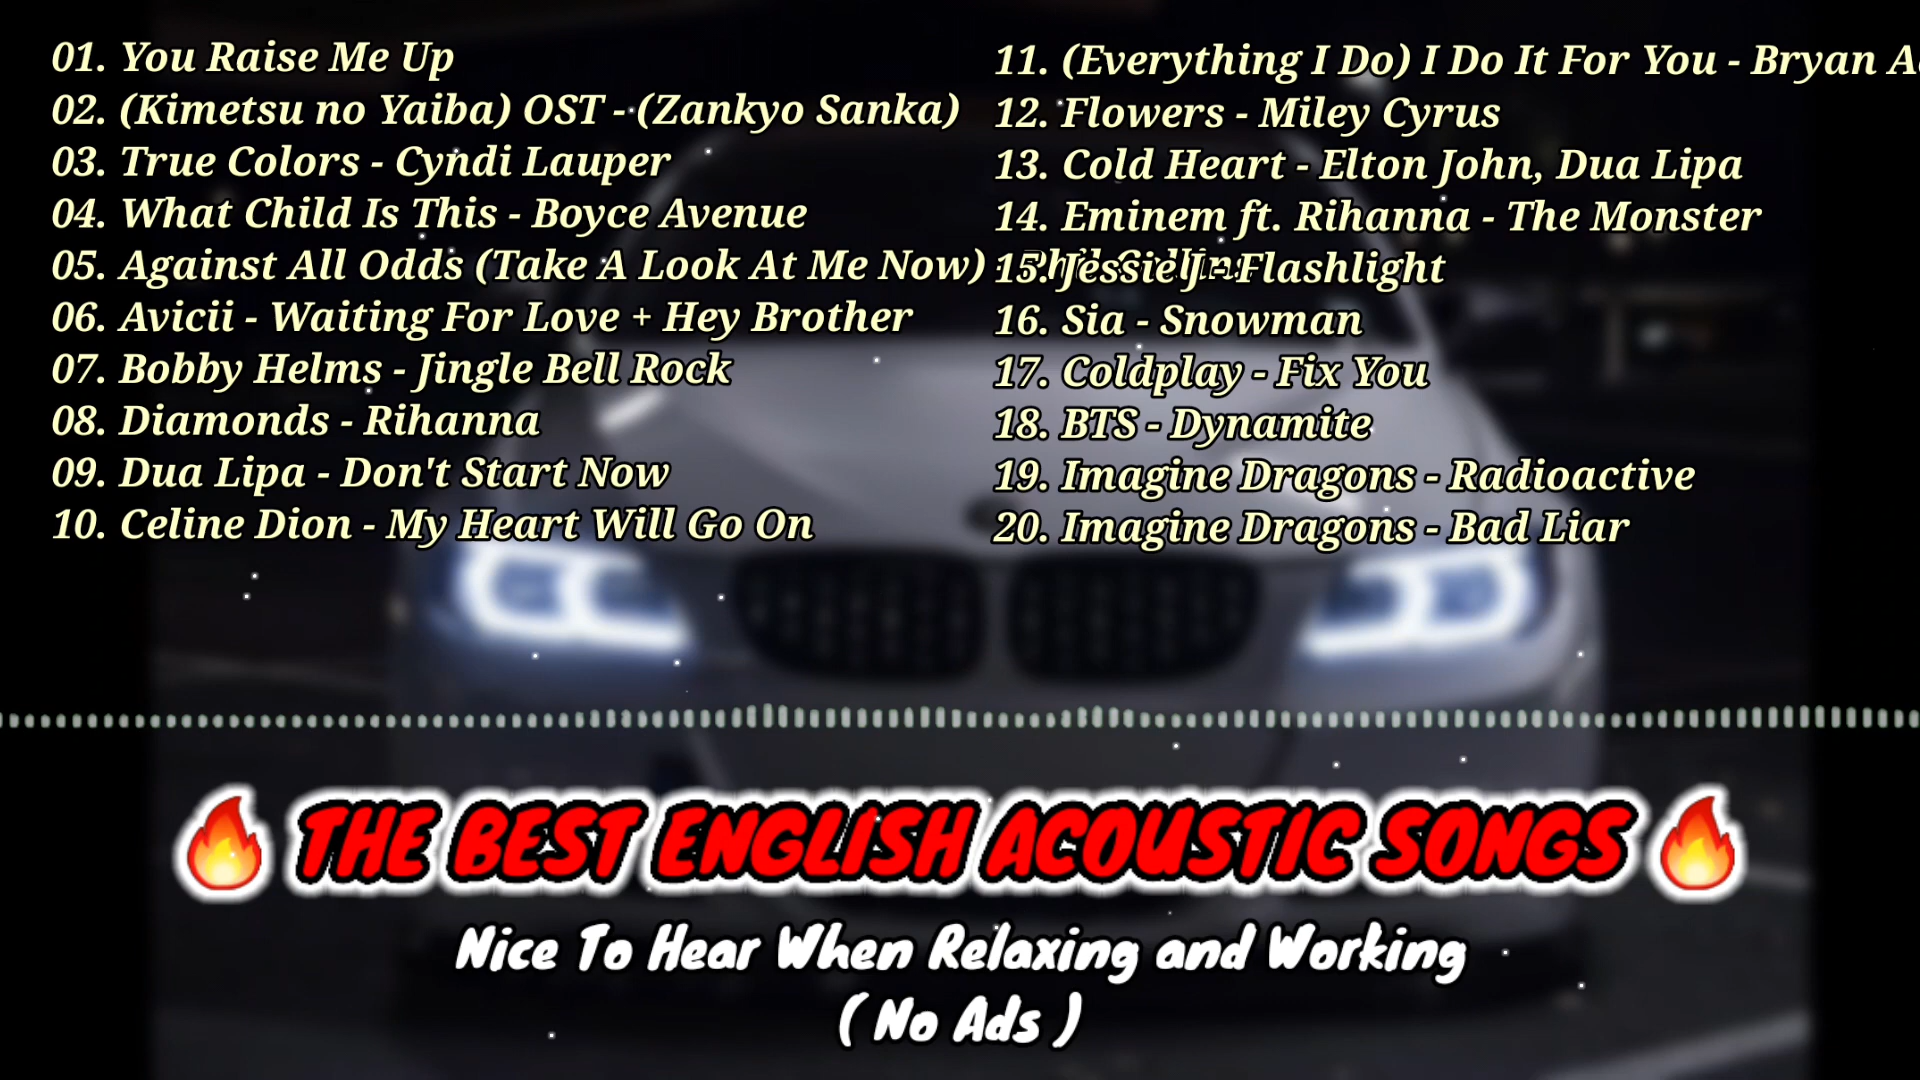 01. You Raise Me Up
02. (Kimetsu no Yaiba) OST - (Zankyo Sanka)
03. True Colors - Cyndi Lauper
04. What Child Is This - Boyce Avenue
05. Against All Odds (Take A Look At Me Now) -
06. Avicii - Waiting For Love + Hey Brother
07. Bobby Helms - Jingle Bell Rock
08. Diamonds - Rihanna
09. Dua Lipa - Don't Start Now
10. Celine Dion - My Heart Will Go On
11. (Everything I Do) I Do It For You - Bryan
12. Flowers - Miley Cyrus
13. Cold Heart - Elton John, Dua Lipa
14. Eminem ft. Rihanna - The Monster
15. Jessie J - Flashlight
16. Sia - Snowman
17. Coldplay - Fix You
18. BTS - Dynamite
19. Imagine Dragons - Radioactive
20. Imagine Dragons - Bad Liar
🔥 THE BEST ENGLISH ACOUSTIC SONGS 🔥
Nice To Hear When Relaxing and Working
( No Ads )